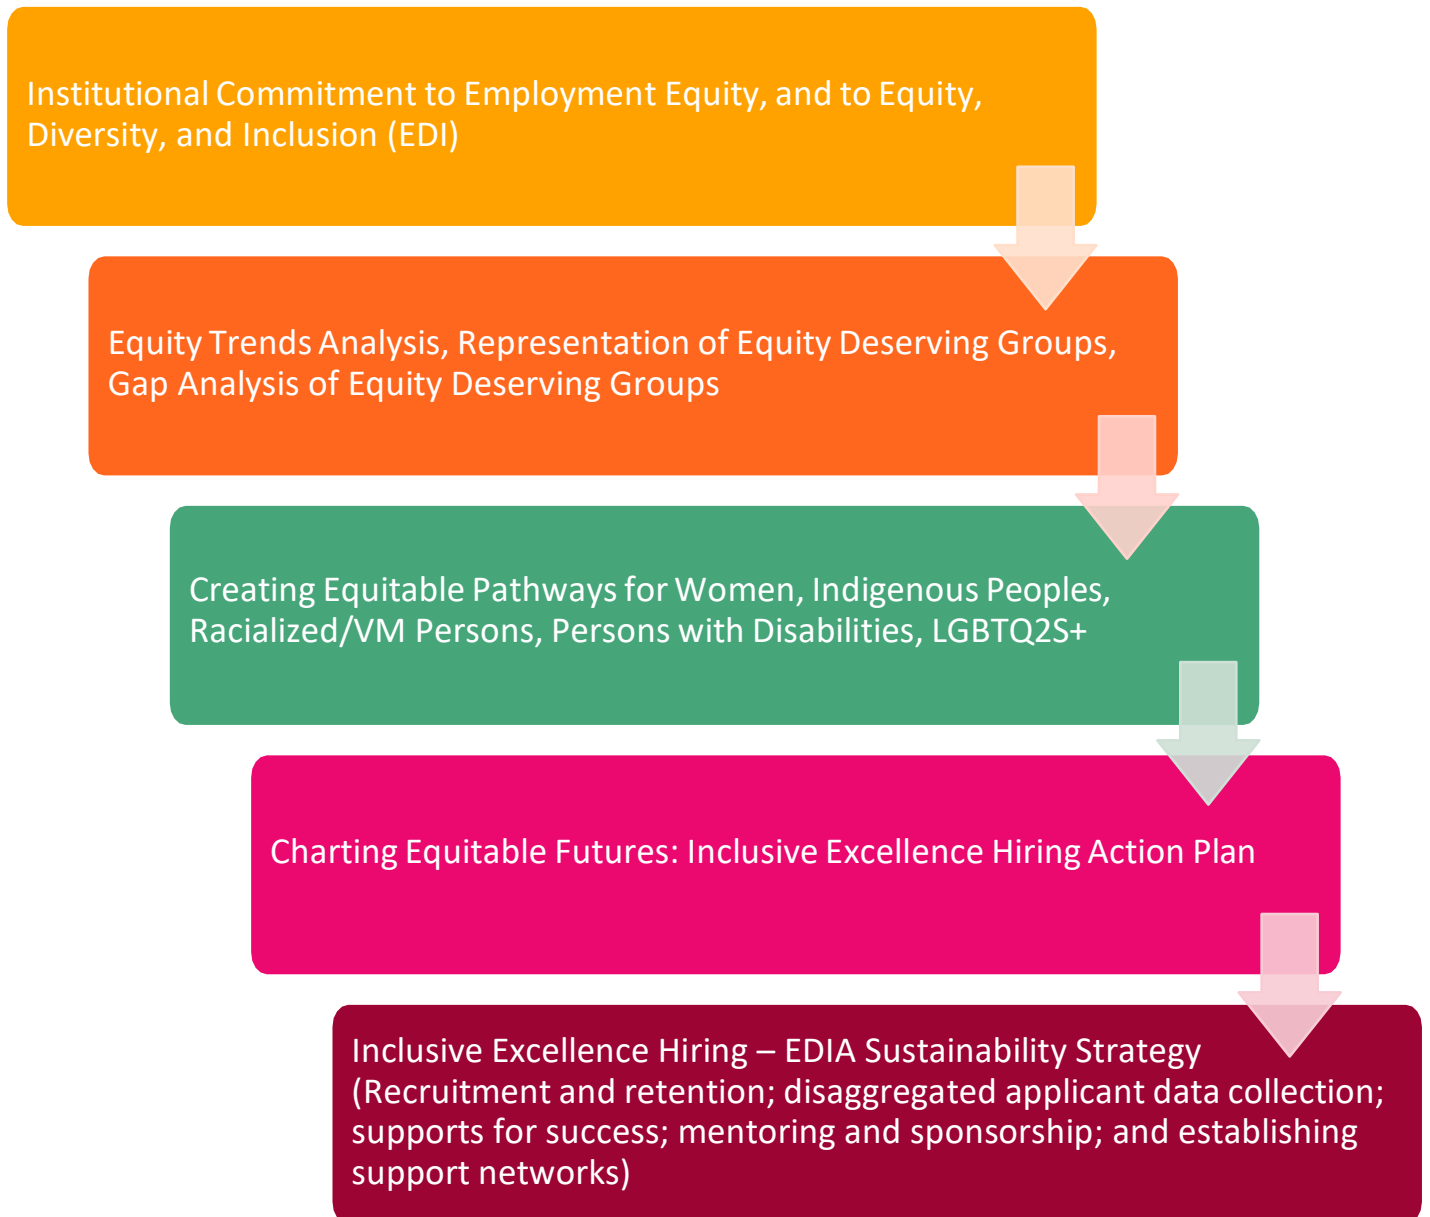 Institutional Commitment to Employment Equity, and to Equity,
Diversity, and Inclusion (EDI)
Equity Trends Analysis, Representation of Equity Deserving Groups,
Gap Analysis of Equity Deserving Groups
Creating Equitable Pathways for Women, Indigenous Peoples,
Racialized/VM Persons, Persons with Disabilities, LGBTQ2S+
Charting Equitable Futures: Inclusive Excellence Hiring Action Plan
Inclusive Excellence Hiring – EDIA Sustainability Strategy
(Recruitment and retention; disaggregated applicant data collection;
supports for success; mentoring and sponsorship; and establishing
support networks)